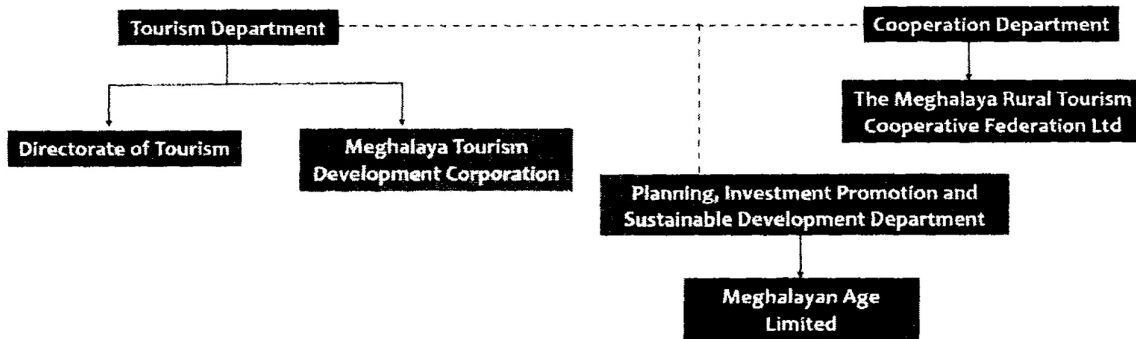 Tourism Department
Cooperation Department
The Meghalaya Rural Tourism
Cooperative Federation Ltd
Directorate of Tourism
Meghalaya Tourism
Development Corporation
Planning, Investment Promotion and
Sustainable Development Department
Meghalayan Age
Limited